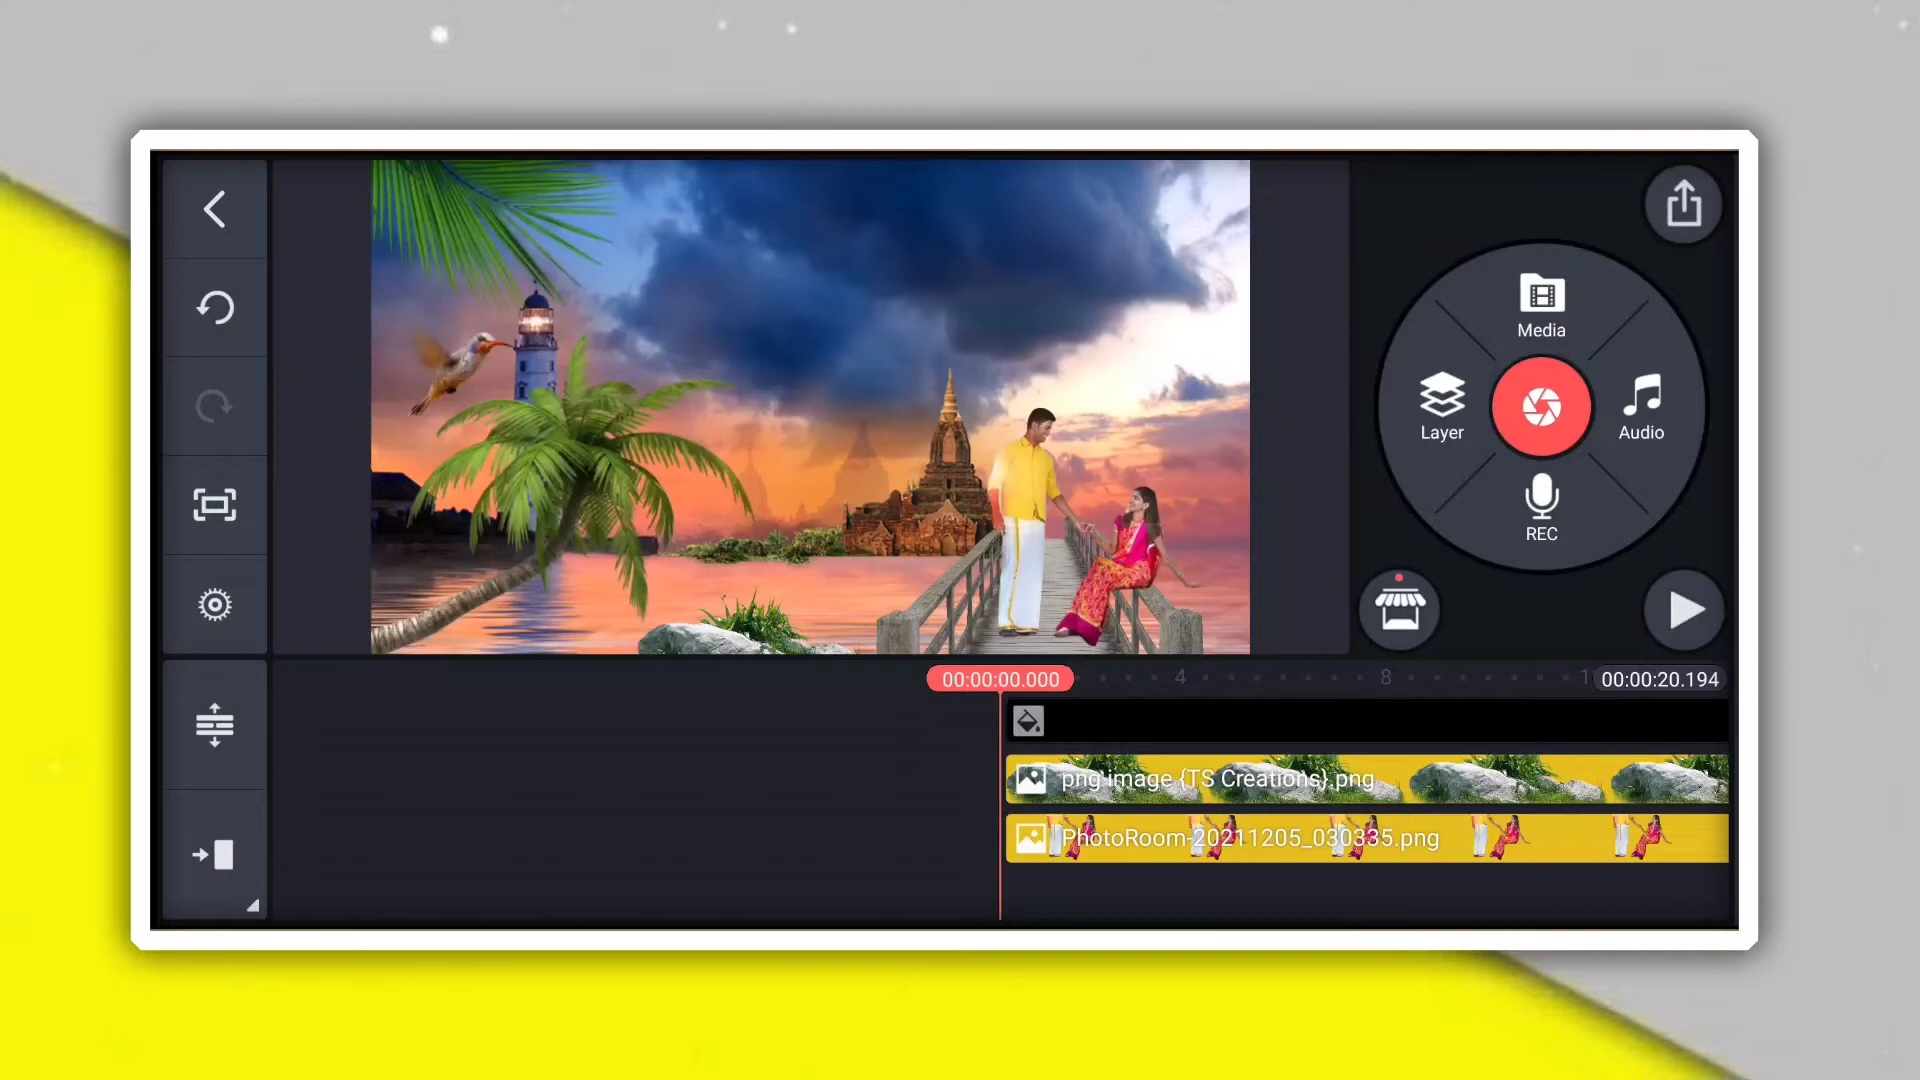 Media
Layer
Audio
REC
00:00:00.000
4
8
00:00:20.194
png image {TS Creations}.png
PhotoRoom-20211205_030335.png